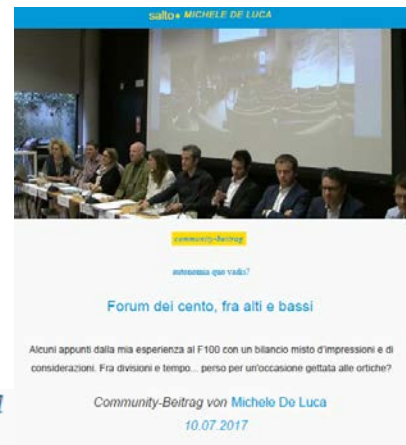 salto• MICHELE DE LUCA
community-beitrag
autonomia quo vadis?
Forum dei cento, fra alti e bassi
Alcuni appunti dalla mia esperienza al F100 con un bilancio misto d'impressioni e di
considerazioni. Fra divisioni e tempo... perso per un'occasione gettata alle ortiche?
Community-Beitrag von Michele De Luca
10.07.2017